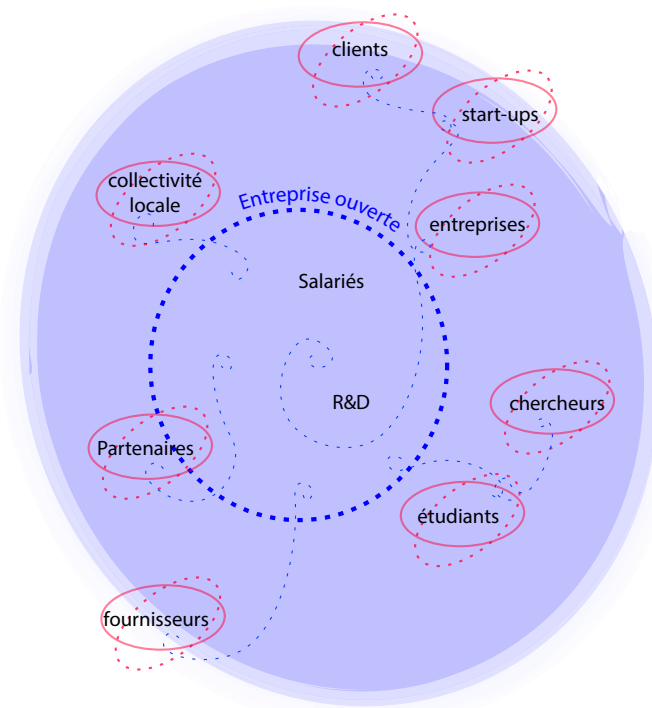 clients
start-ups
collectivité
locale
Entreprise ouverte
entreprises
Salariés
R&D
chercheurs
Partenaires
étudiants
fournisseurs